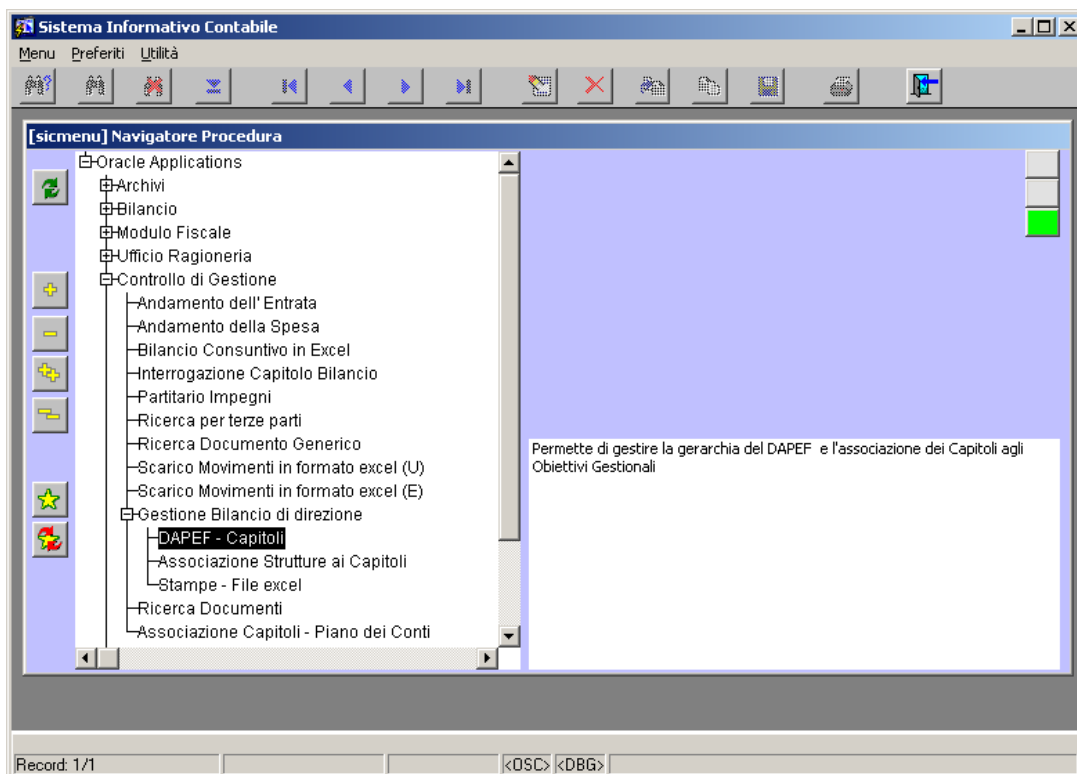 Sistema Informativo Contabile
Menu Preferiti Utilità
[sicmenu] Navigatore Procedura
Oracle Applications
Archivi
Bilancio
Modulo Fiscale
Ufficio Ragioneria
Controllo di Gestione
Andamento dell' Entrata
Andamento della Spesa
Bilancio Consuntivo in Excel
Interrogazione Capitolo Bilancio
Partitario Impegni
Ricerca per terze parti
Ricerca Documento Generico
Scarico Movimenti in formato excel (U)
Scarico Movimenti in formato excel (E)
Gestione Bilancio di direzione
DAPEF - Capitoli
Associazione Strutture ai Capitoli
Stampe - File excel
Ricerca Documenti
Associazione Capitoli - Piano dei Conti
Permette di gestire la gerarchia del DAPEF e l'associazione dei Capitoli agli
Obiettivi Gestionali
Record: 1/1 <OSC> <DBG>